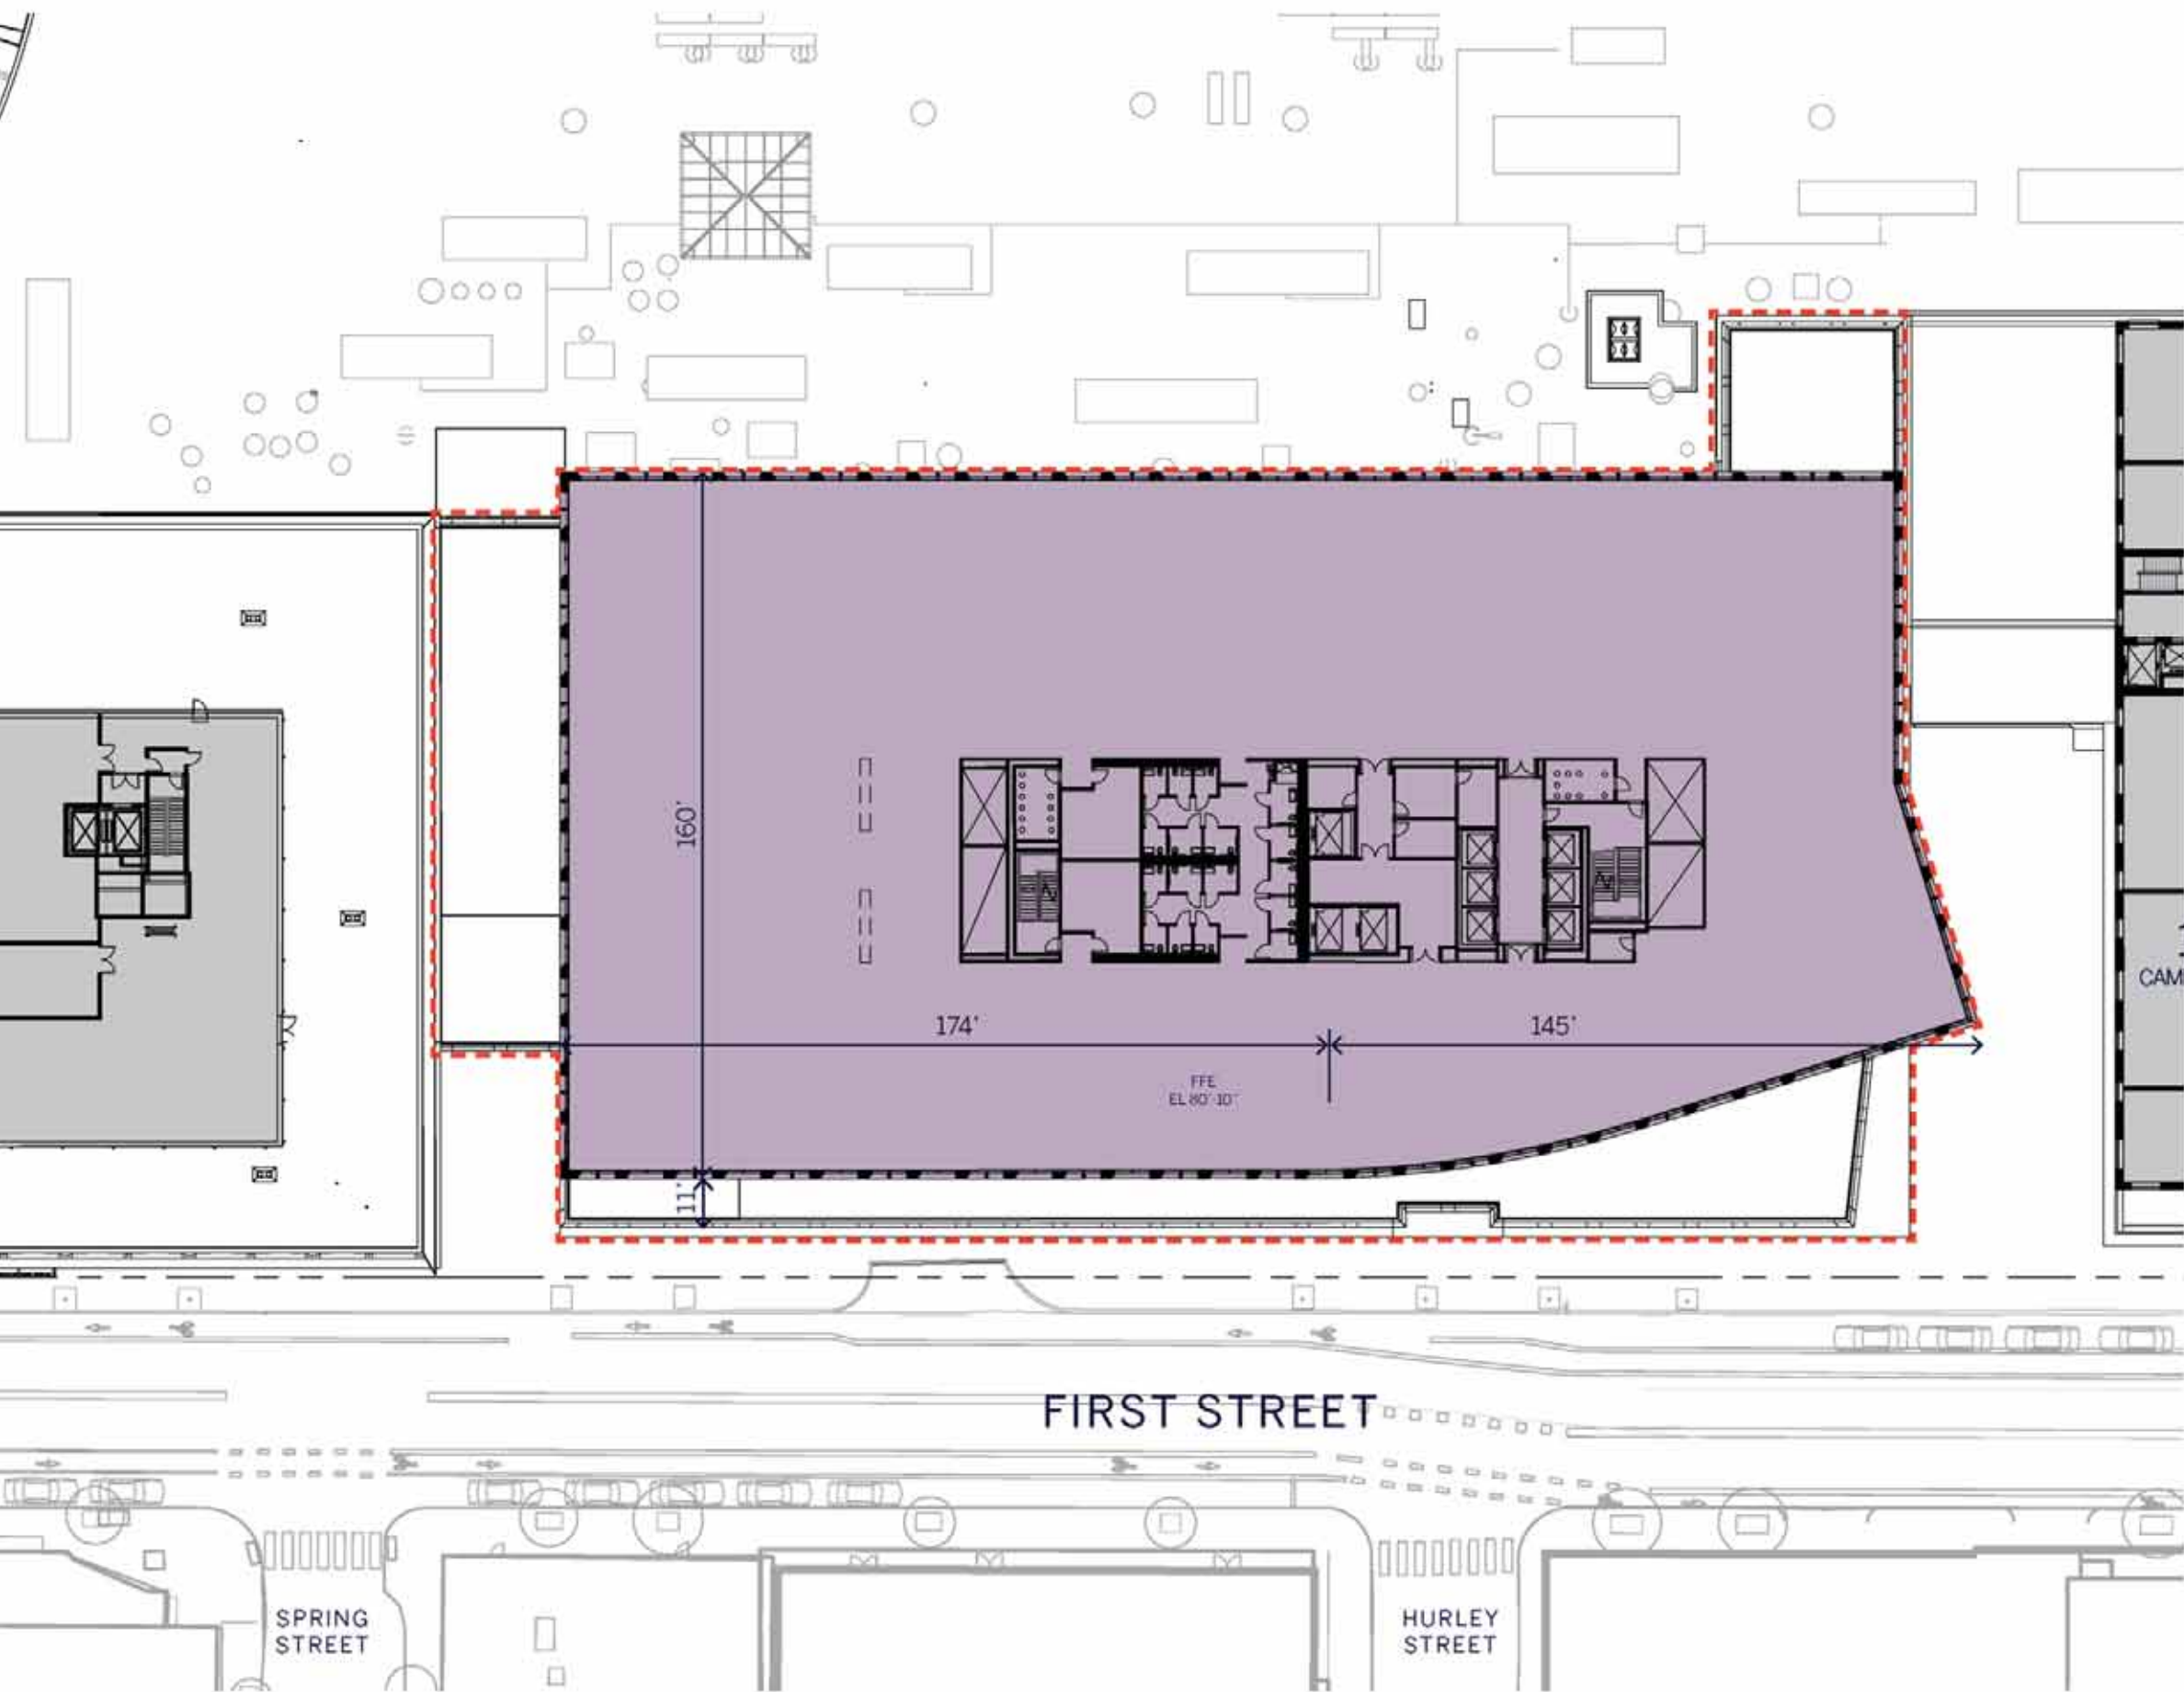 160'
CAM
174'
145'
FFE
EL 80'-10"
11'
FIRST STREET
SPRING
STREET
HURLEY
STREET